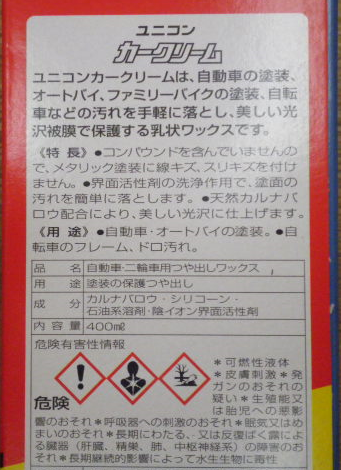 ユニコン
カークリーム
ユニコンカークリームは、自動車の塗装、
オートバイ、ファミリーバイクの塗装、自転
車などの汚れを手軽に落とし、美しい光
沢被膜で保護する乳状ワックスです。
《特 長》●コンパウンドを含んでいませんの
で、メタリック塗装に線キズ、スリキズを付け
ません。●界面活性剤の洗浄作用で、塗面の
汚れを簡単に落とします。●天然カルナバ
ロウ配合により、美しい光沢に仕上げます。
《用 途》●自動車・オートバイの塗装。●自
転車のフレーム、ドロ汚れ。
品 名 自動車・二輪車用つや出しワックス
用 途 塗装の保護つや出し
成 分 カルナバロウ・シリコーン・
石油系溶剤・陰イオン界面活性剤
内 容 量 400㎖
危険有害性情報
危険
＊可燃性液体
＊皮膚刺激＊発
ガンのおそれの
疑い＊生殖能又
は胎児への悪影
響のおそれ＊呼吸器への刺激のおそれ＊眠気又はめ
まいのおそれ＊長期にわたる、又は反復ばく露によ
る臓器（肝臓、精巣、肺、中枢神経系）の障害のお
それ＊長期継続的影響によって水生生物に毒性